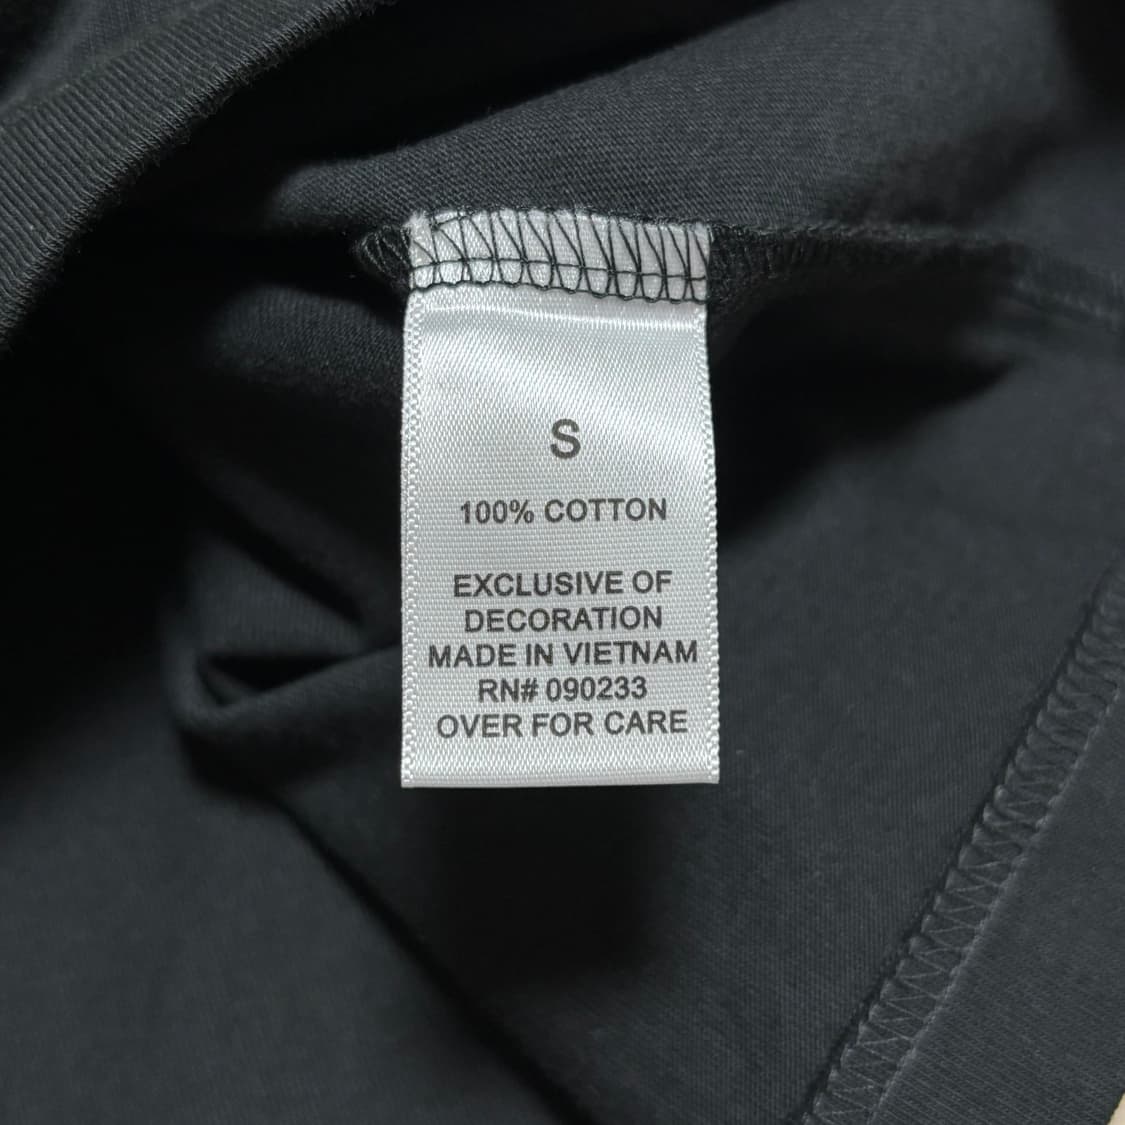 S
100% COTTON
EXCLUSIVE OF
DECORATION
MADE IN VIETNAM
RN# 090233
OVER FOR CARE